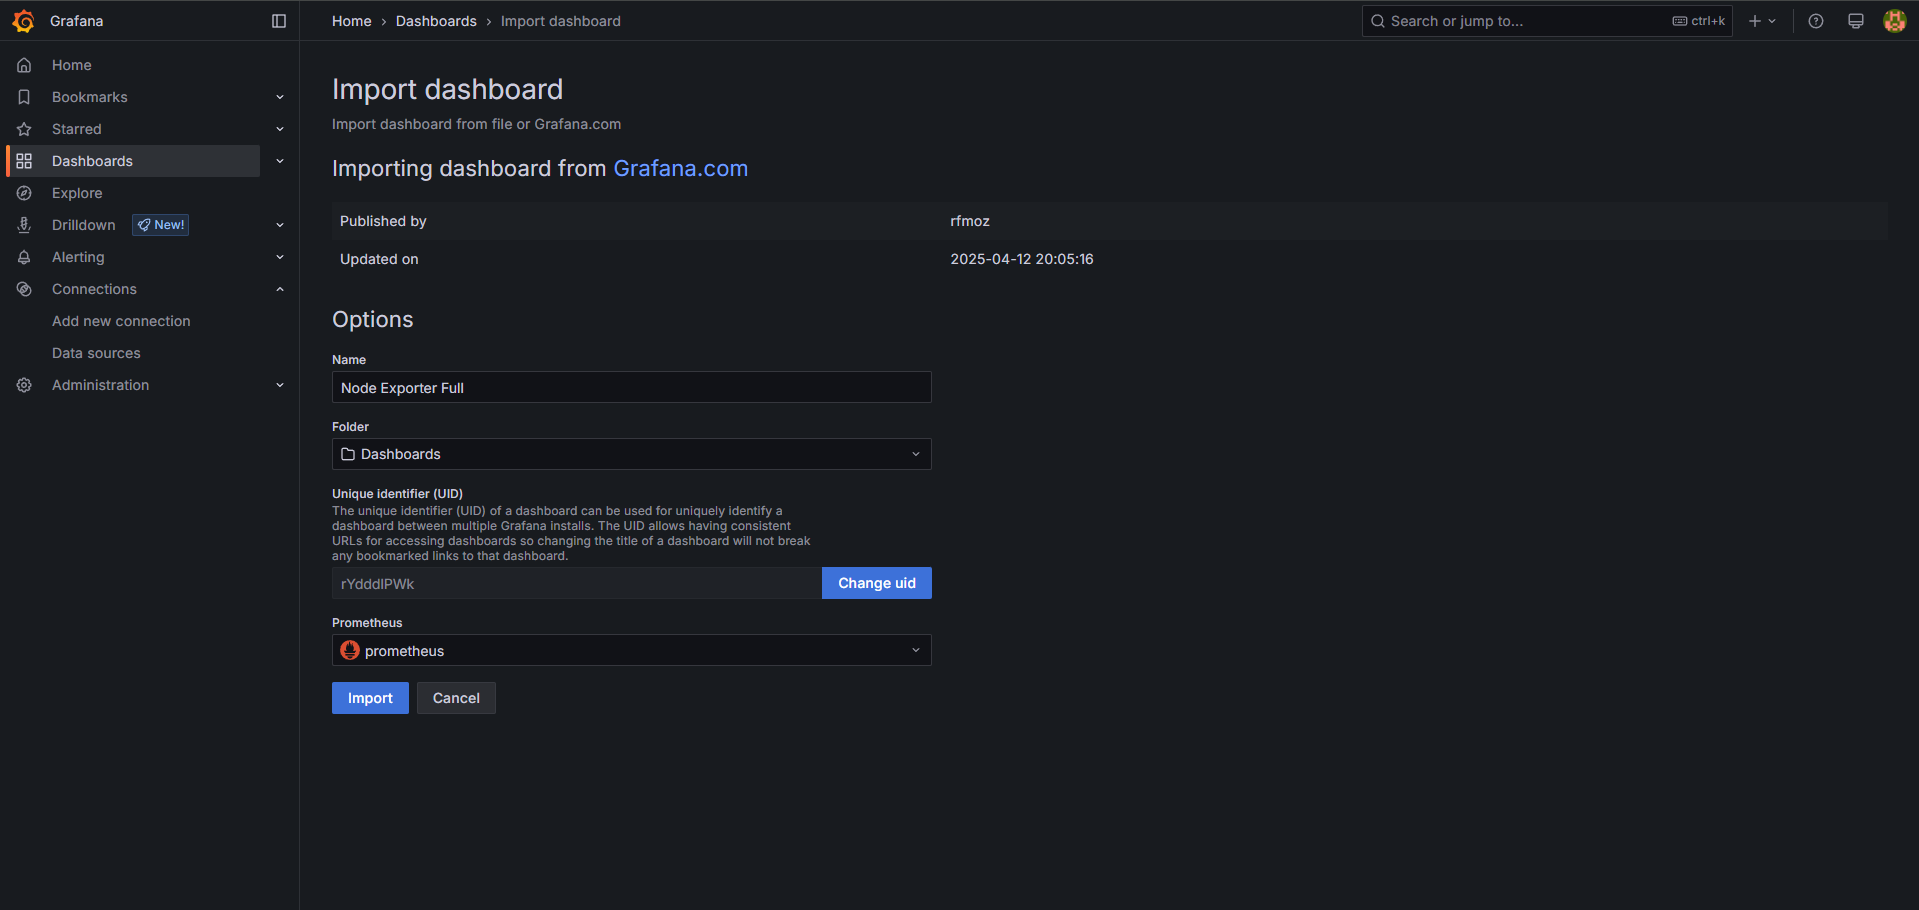 Grafana
Home › Dashboards › Import dashboard
Search or jump to...
ctrl+k
Home
Bookmarks
Starred
Dashboards
Explore
Drilldown
New!
Alerting
Connections
Add new connection
Data sources
Administration
Import dashboard
Import dashboard from file or Grafana.com
Importing dashboard from Grafana.com
Published by rfmoz
Updated on 2025-04-12 20:05:16
Options
Name
Node Exporter Full
Folder
Dashboards
Unique identifier (UID)
The unique identifier (UID) of a dashboard can be used for uniquely identify a
dashboard between multiple Grafana installs. The UID allows having consistent
URLs for accessing dashboards so changing the title of a dashboard will not break
any bookmarked links to that dashboard.
rYdddlPWk
Change uid
Prometheus
prometheus
Import
Cancel